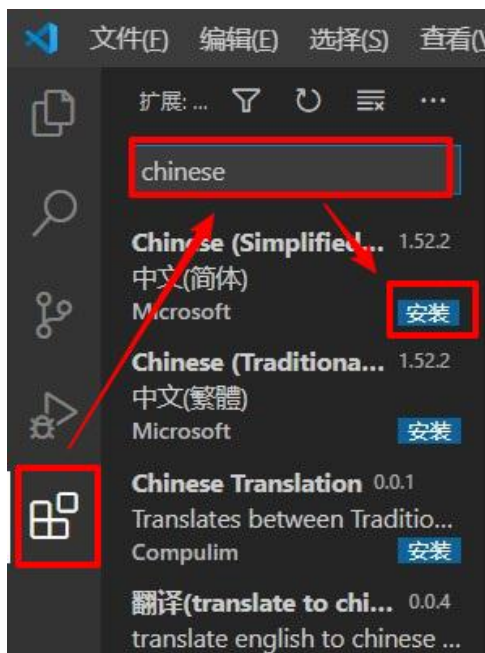 文件(F) 编辑(E) 选择(S) 查看(V
扩展: ...
chinese
Chinese (Simplified... 1.52.2
中文(简体)
Microsoft 安装
Chinese (Traditiona... 1.52.2
中文(繁體)
Microsoft 安装
Chinese Translation 0.0.1
Translates between Traditio...
Compulim 安装
翻译(translate to chi... 0.0.4
translate english to chinese ...